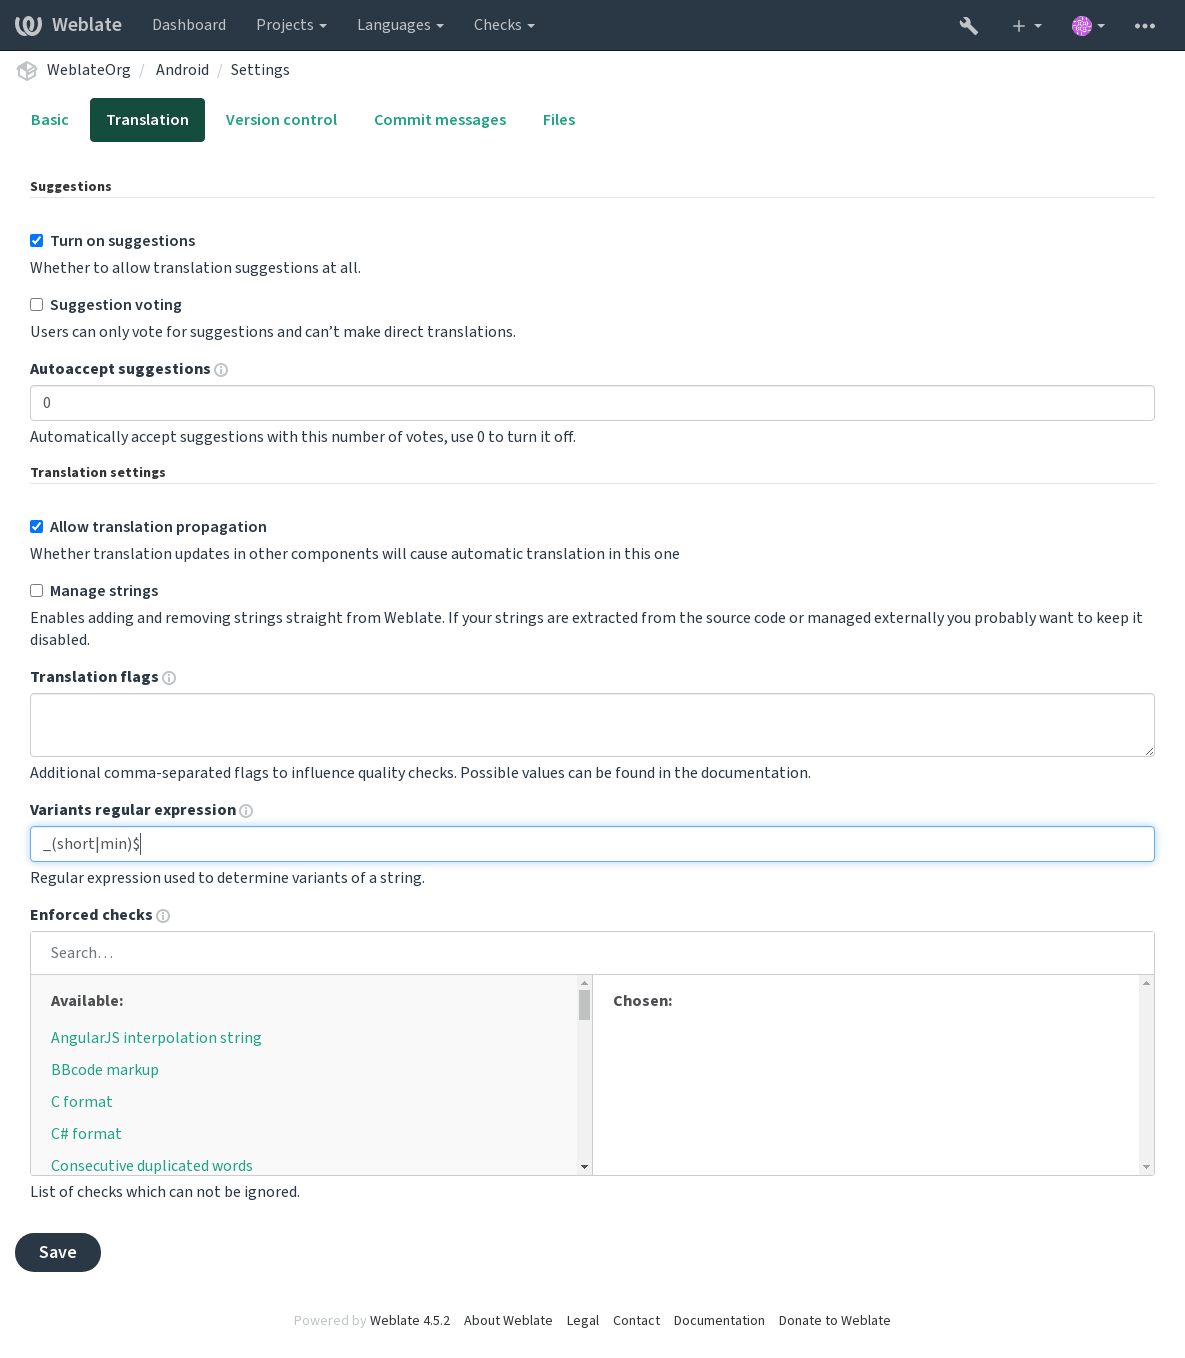 Weblate Dashboard Projects Languages Checks
WeblateOrg / Android / Settings
Basic Translation Version control Commit messages Files
Suggestions
Turn on suggestions
Whether to allow translation suggestions at all.
Suggestion voting
Users can only vote for suggestions and can’t make direct translations.
Autoaccept suggestions
0
Automatically accept suggestions with this number of votes, use 0 to turn it off.
Translation settings
Allow translation propagation
Whether translation updates in other components will cause automatic translation in this one
Manage strings
Enables adding and removing strings straight from Weblate. If your strings are extracted from the source code or managed externally you probably want to keep it
disabled.
Translation flags
Additional comma-separated flags to influence quality checks. Possible values can be found in the documentation.
Variants regular expression
_(short|min)$
Regular expression used to determine variants of a string.
Enforced checks
Search…
Available: Chosen:
AngularJS interpolation string
BBcode markup
C format
C# format
Consecutive duplicated words
List of checks which can not be ignored.
Save
Powered by Weblate 4.5.2 About Weblate Legal Contact Documentation Donate to Weblate